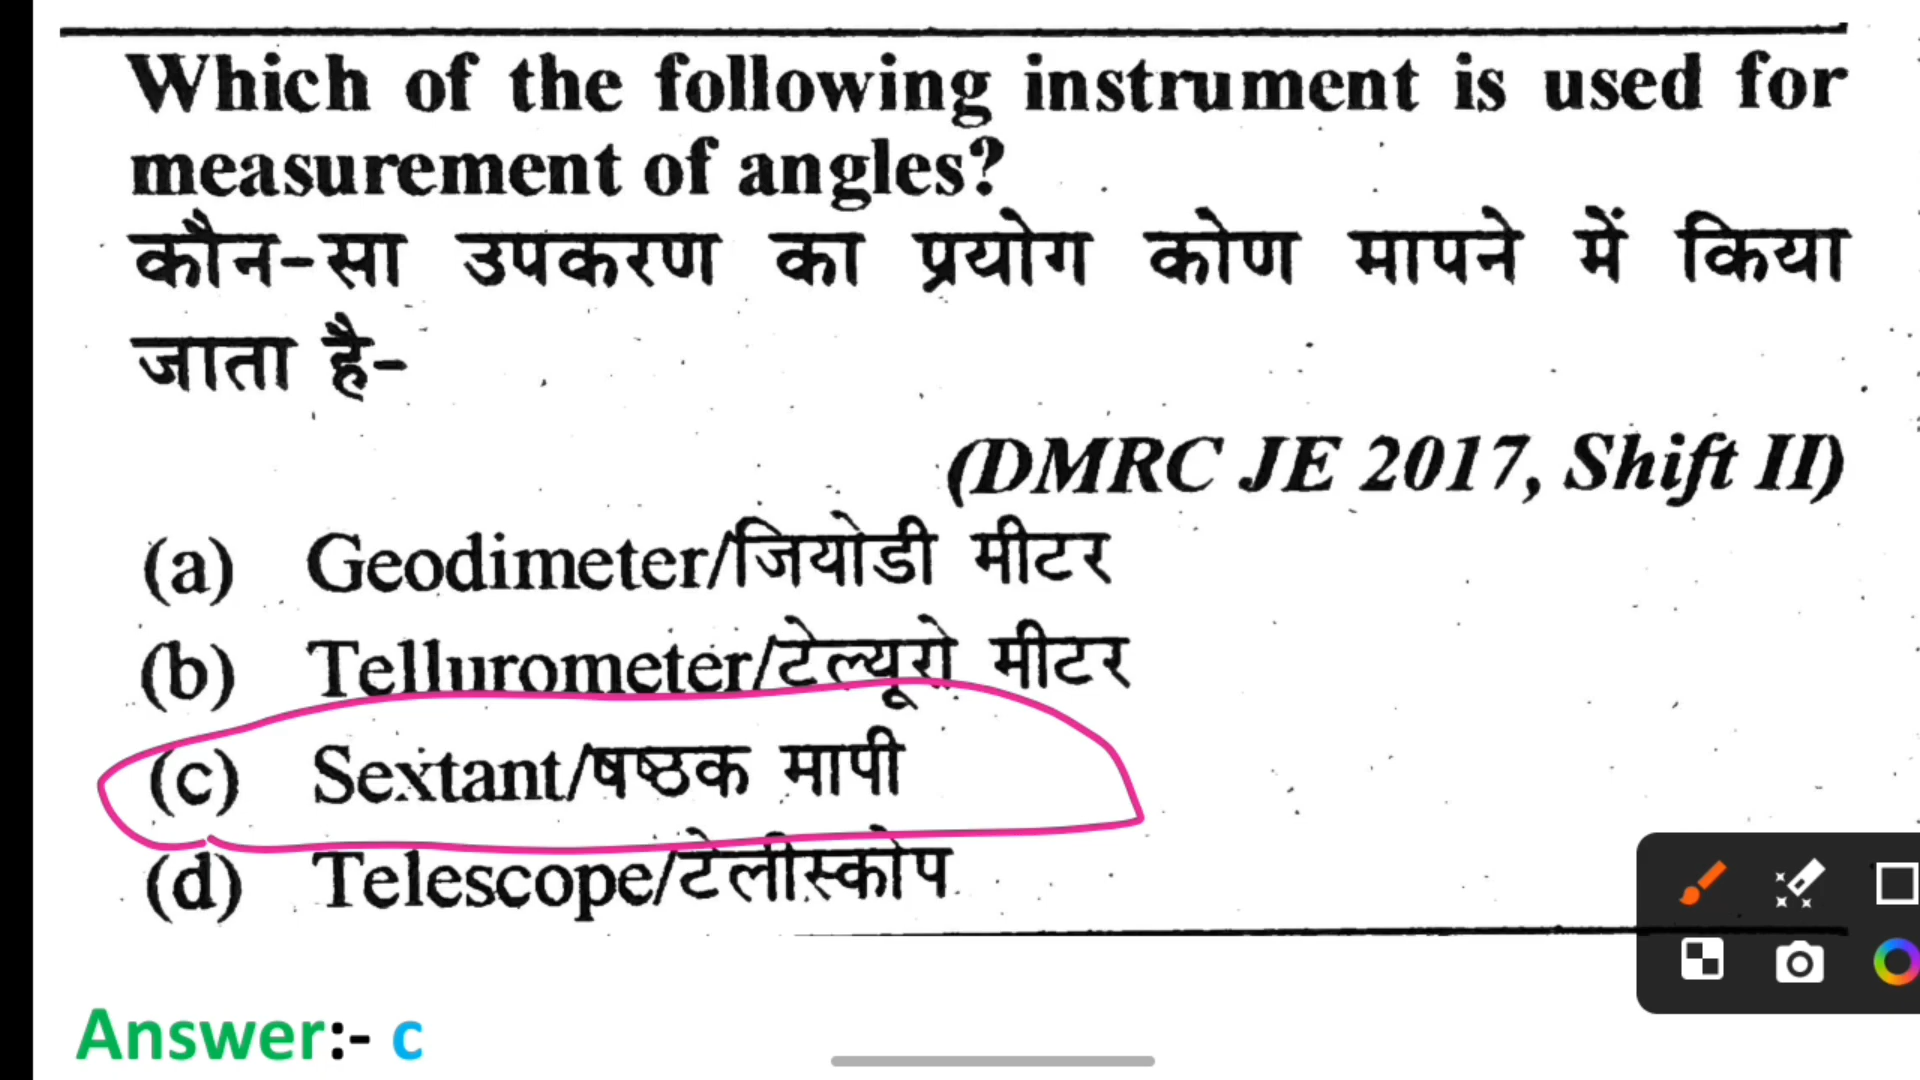 Which of the following instrument is used for
measurement of angles?
कौन-सा उपकरण का प्रयोग कोण मापने में किया
जाता है-
(DMRC JE 2017, Shift II)
(a) Geodimeter/जियोडी मीटर
(b) Tellurometer/टेल्यूरो मीटर
(c) Sextant/षष्ठक मापी
(d) Telescope/टेलीस्कोप
Answer:- c